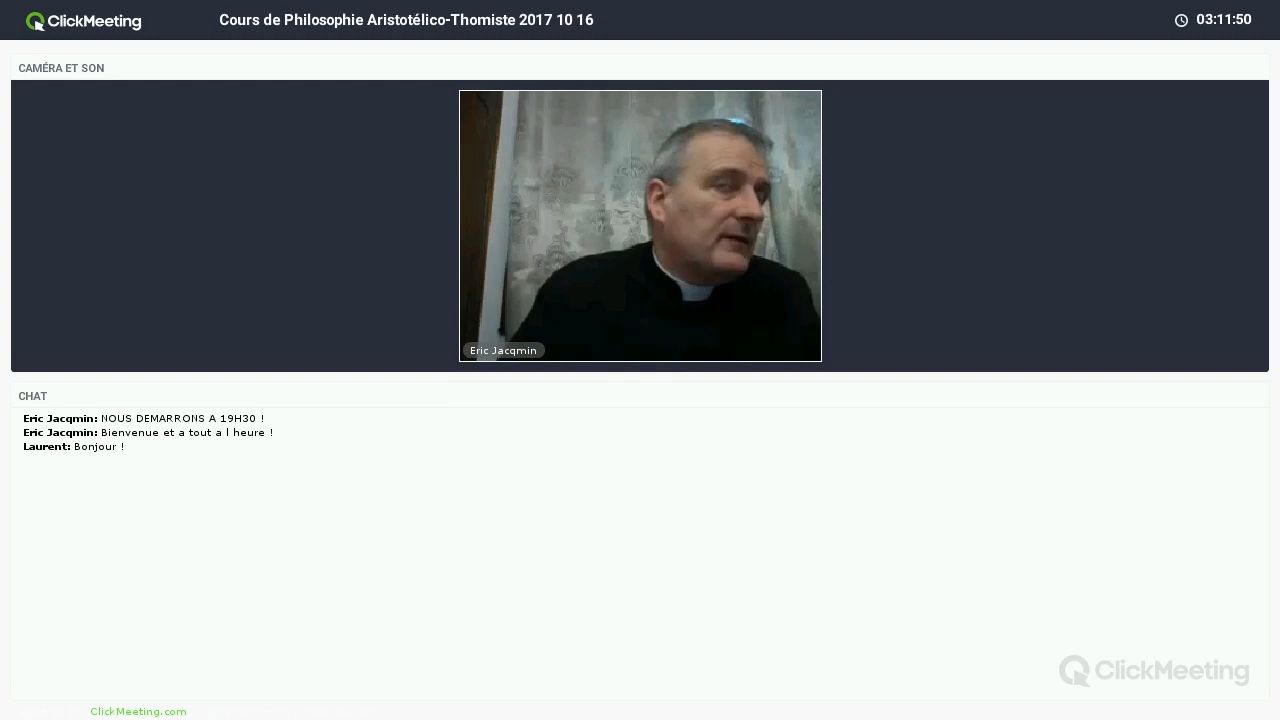 ClickMeeting
Cours de Philosophie Aristotélico-Thomiste 2017 10 16
03:11:50
CAMÉRA ET SON
Eric Jacqmin
CHAT
Eric Jacqmin: NOUS DEMARRONS A 19H30 !
Eric Jacqmin: Bienvenue et a tout a l heure !
Laurent: Bonjour !
ClickMeeting
ClickMeeting.com